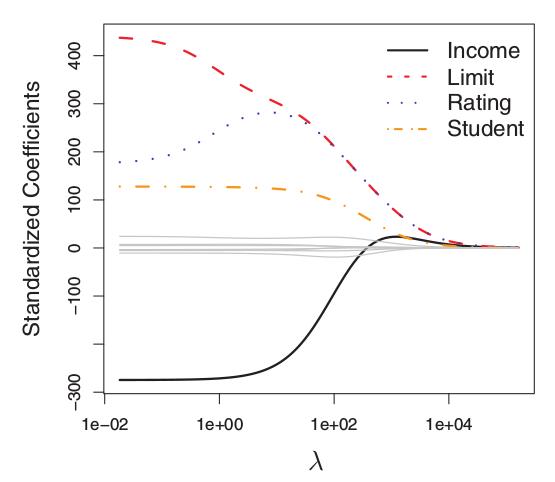 Standardized Coefficients
400
300
200
100
0
-100
-300
Income
Limit
Rating
Student
1e-02 1e+00 1e+02 1e+04
λ